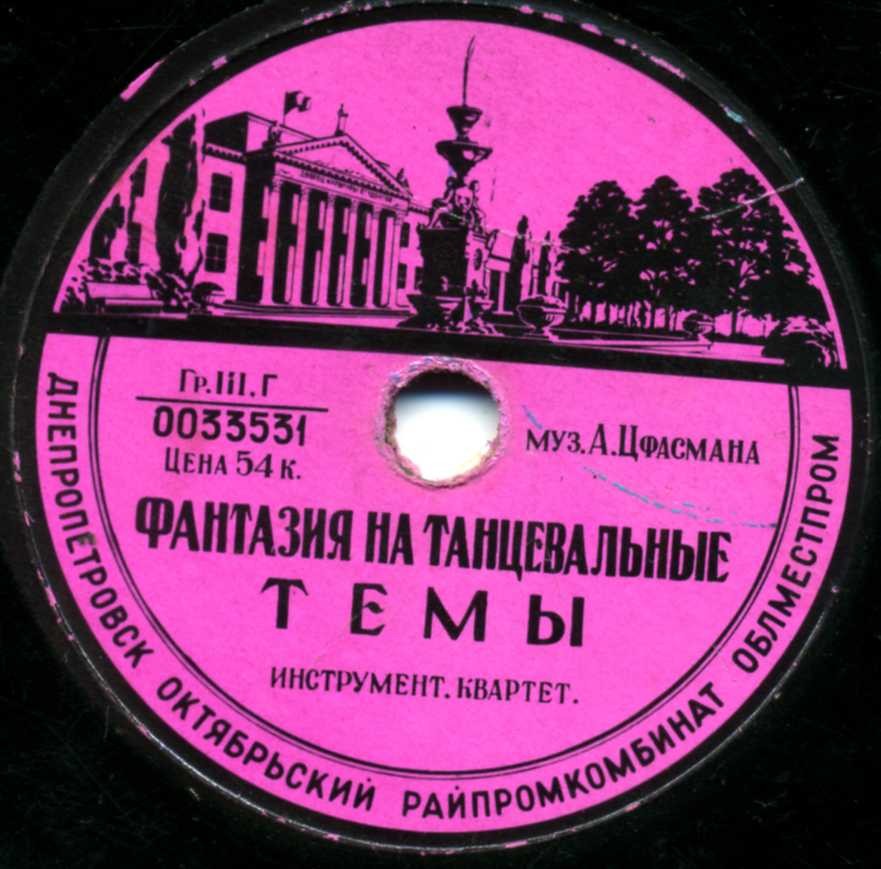 Гр.III.Г
0033531
Цена 54 к.
муз. А. Цфасмана
ФАНТАЗИЯ НА ТАНЦЕВАЛЬНЫЕ
ТЕМЫ
ИНСТРУМЕНТ. КВАРТЕТ.
ДНЕПРОПЕТРОВСК ОКТЯБРЬСКИЙ РАЙПРОМКОМБИНАТ ОБЛМЕСТПРОМ